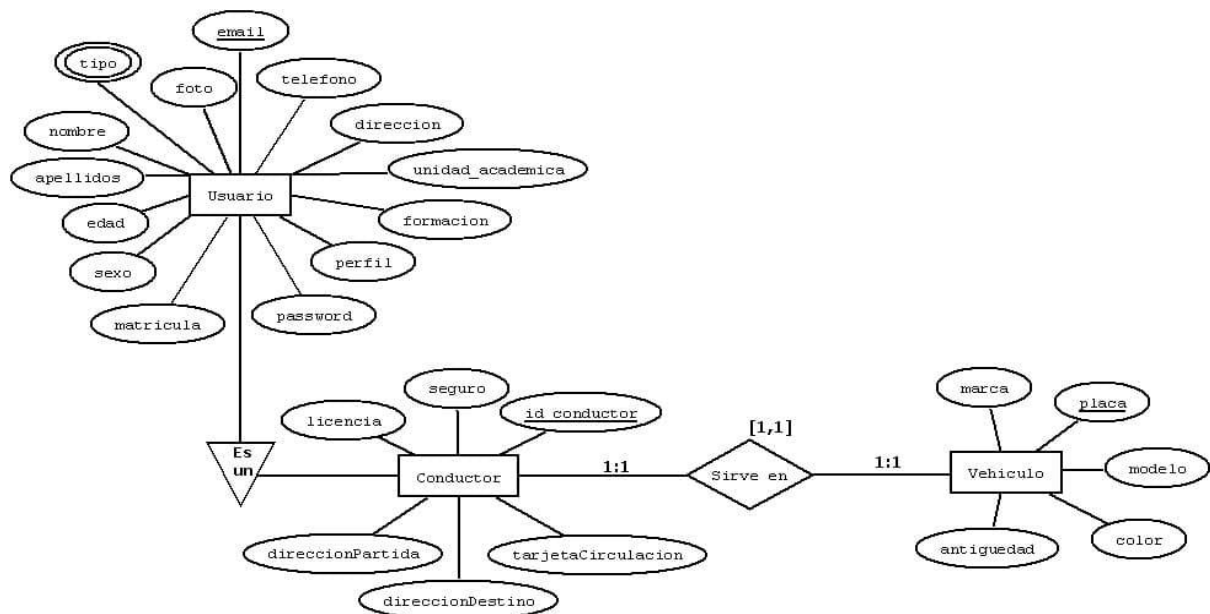 email
tipo
foto
telefono
nombre
direccion
apellidos
unidad_academica
Usuario
edad
formacion
sexo
perfil
matricula
password
seguro
marca
licencia
id_conductor
placa
[1,1]
Es
un
1:1
Conductor
Sirve en
1:1
Vehiculo
modelo
direccionPartida
tarjetaCirculacion
antiguedad
color
direccionDestino